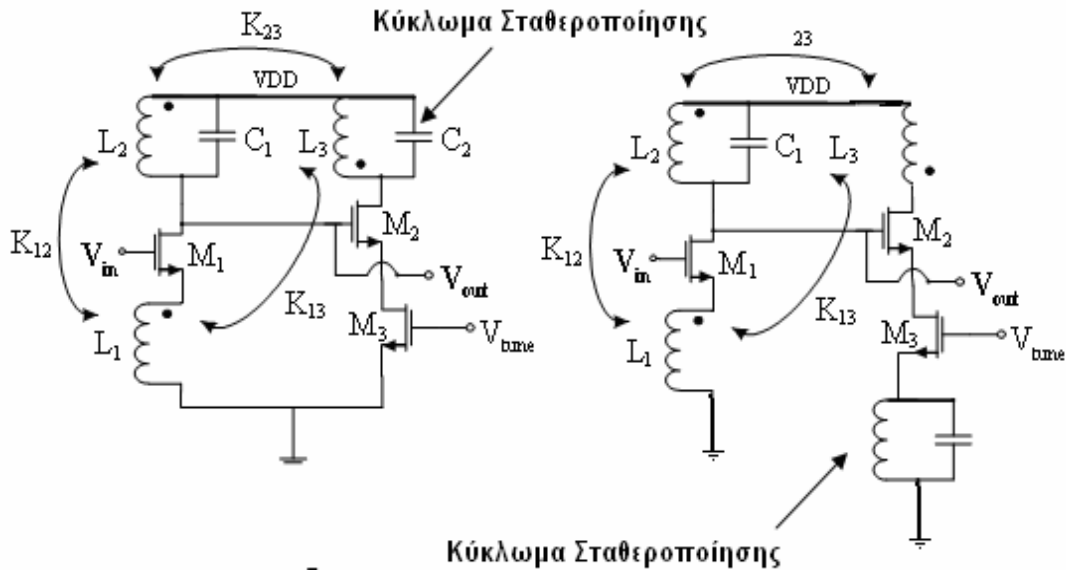 Κύκλωμα Σταθεροποίησης
K23
23
VDD
VDD
L2
C1
L3
C2
L2
C1
L3
K12
M2
K12
M2
Vin
M1
Vout
Vin
M1
Vout
K13
M3
Vtune
K13
M3
Vtune
L1
L1
Κύκλωμα Σταθεροποίησης